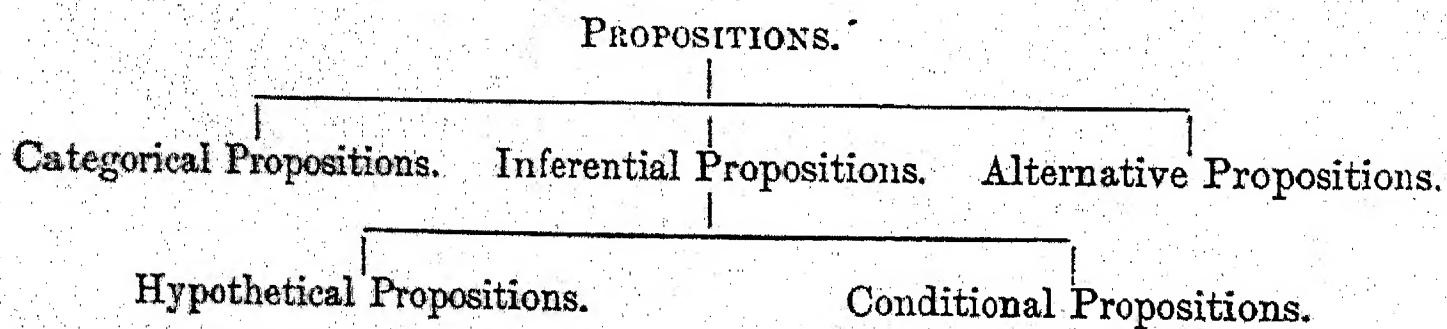 PROPOSITIONS.
Categorical Propositions. Inferential Propositions. Alternative Propositions.
Hypothetical Propositions. Conditional Propositions.